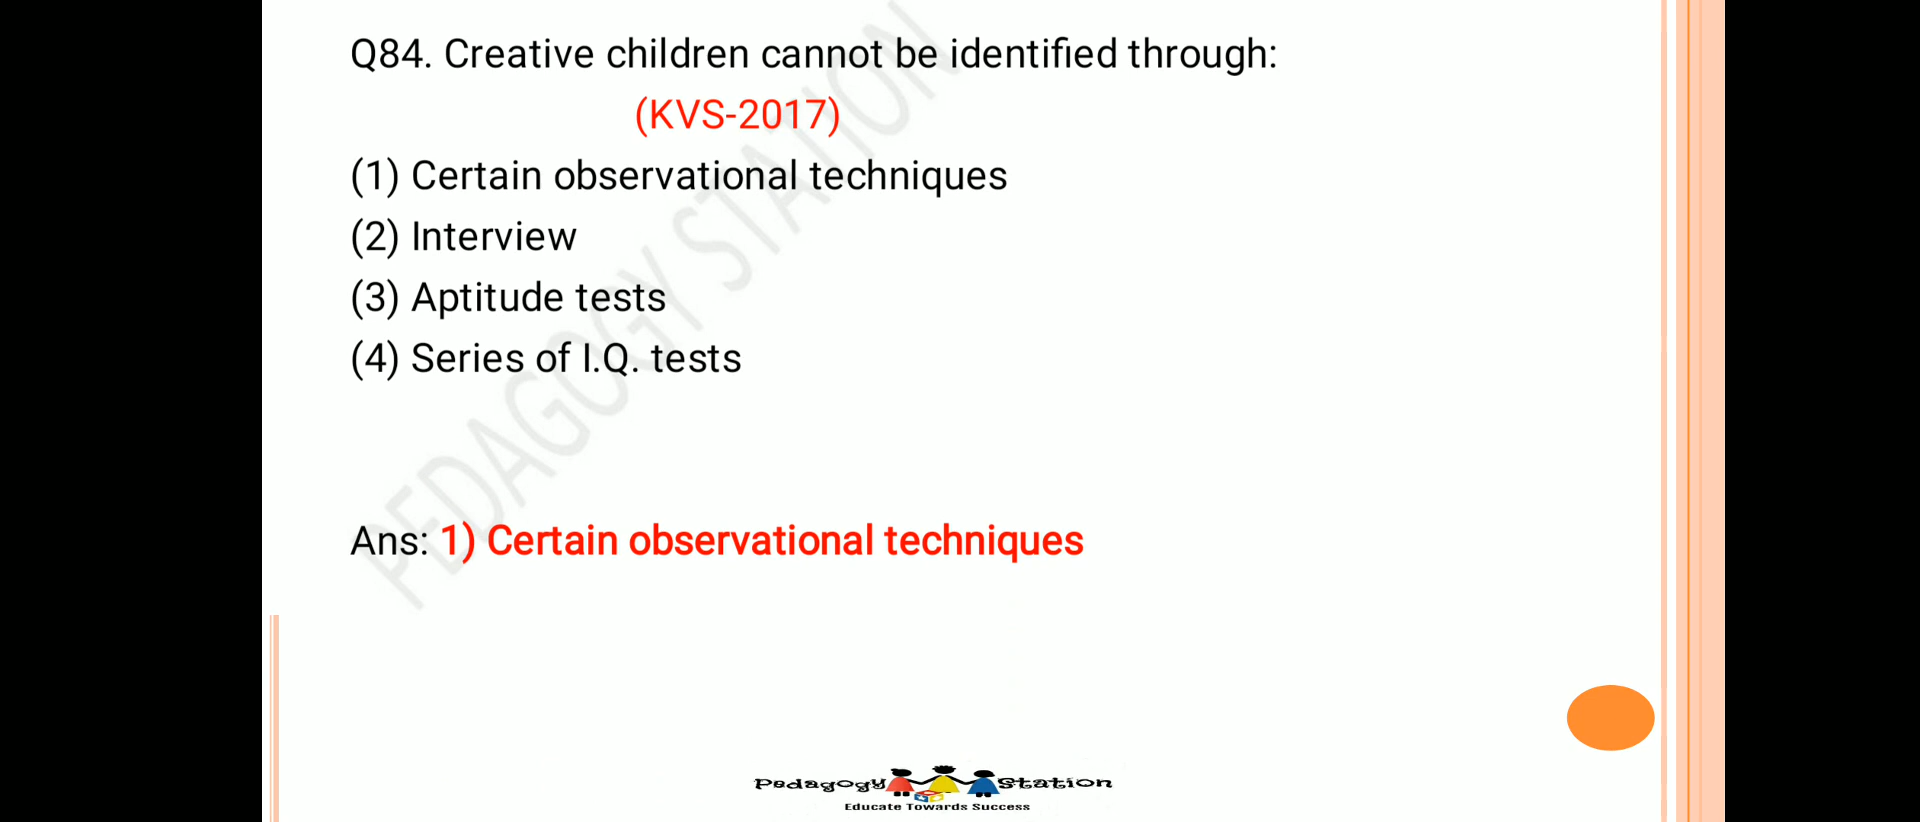 Q84. Creative children cannot be identified through:
(KVS-2017)
(1) Certain observational techniques
(2) Interview
(3) Aptitude tests
(4) Series of I.Q. tests
Ans: 1) Certain observational techniques
PEDAGOGY STATION
Pedagogy Station
Educate Towards Success